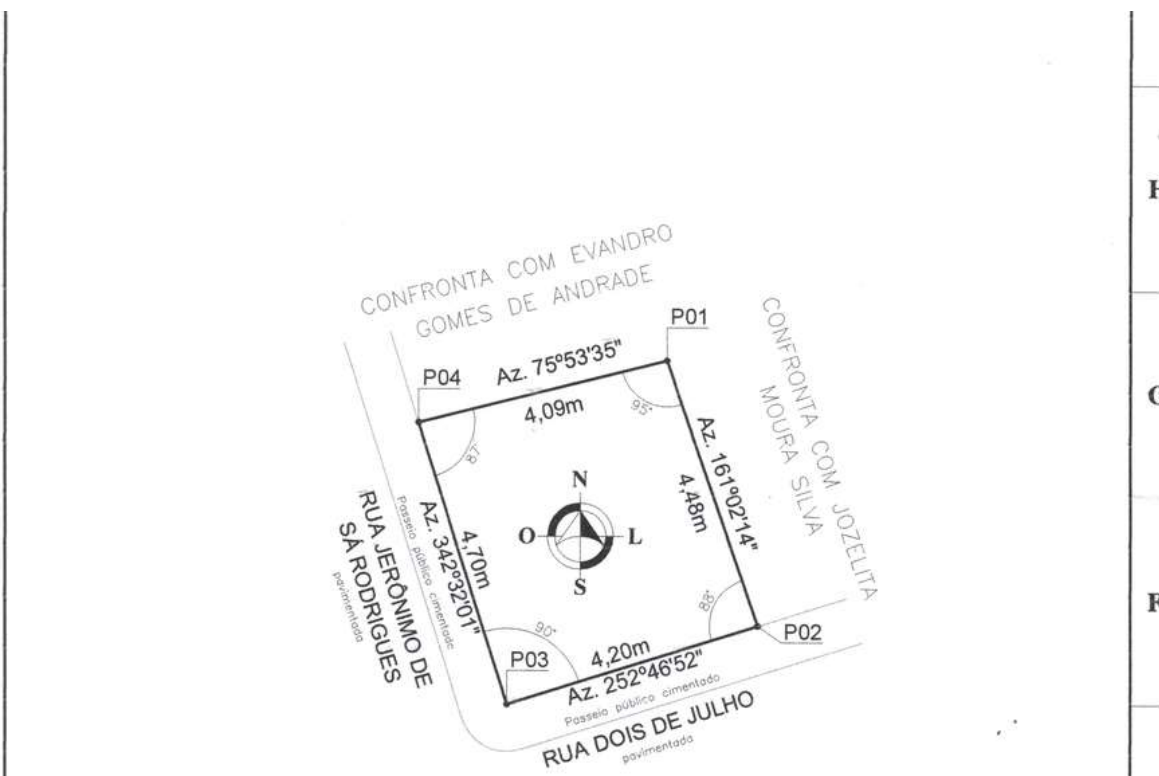 CONFRONTA COM EVANDRO
GOMES DE ANDRADE
P01
P04
Az. 75°53'35"
4,09m
95°
87°
CONFRONTA COM JOZELITA
MOURA SILVA
Az. 161°02'14"
4,48m
N
O
L
S
RUA JERÔNIMO DE
SÁ RODRIGUES
pavimentada
Passeio público cimentado
Az. 342°32'01"
4,70m
90°
88°
P03
P02
4,20m
Az. 252°46'52"
Passeio público cimentado
RUA DOIS DE JULHO
pavimentada
H